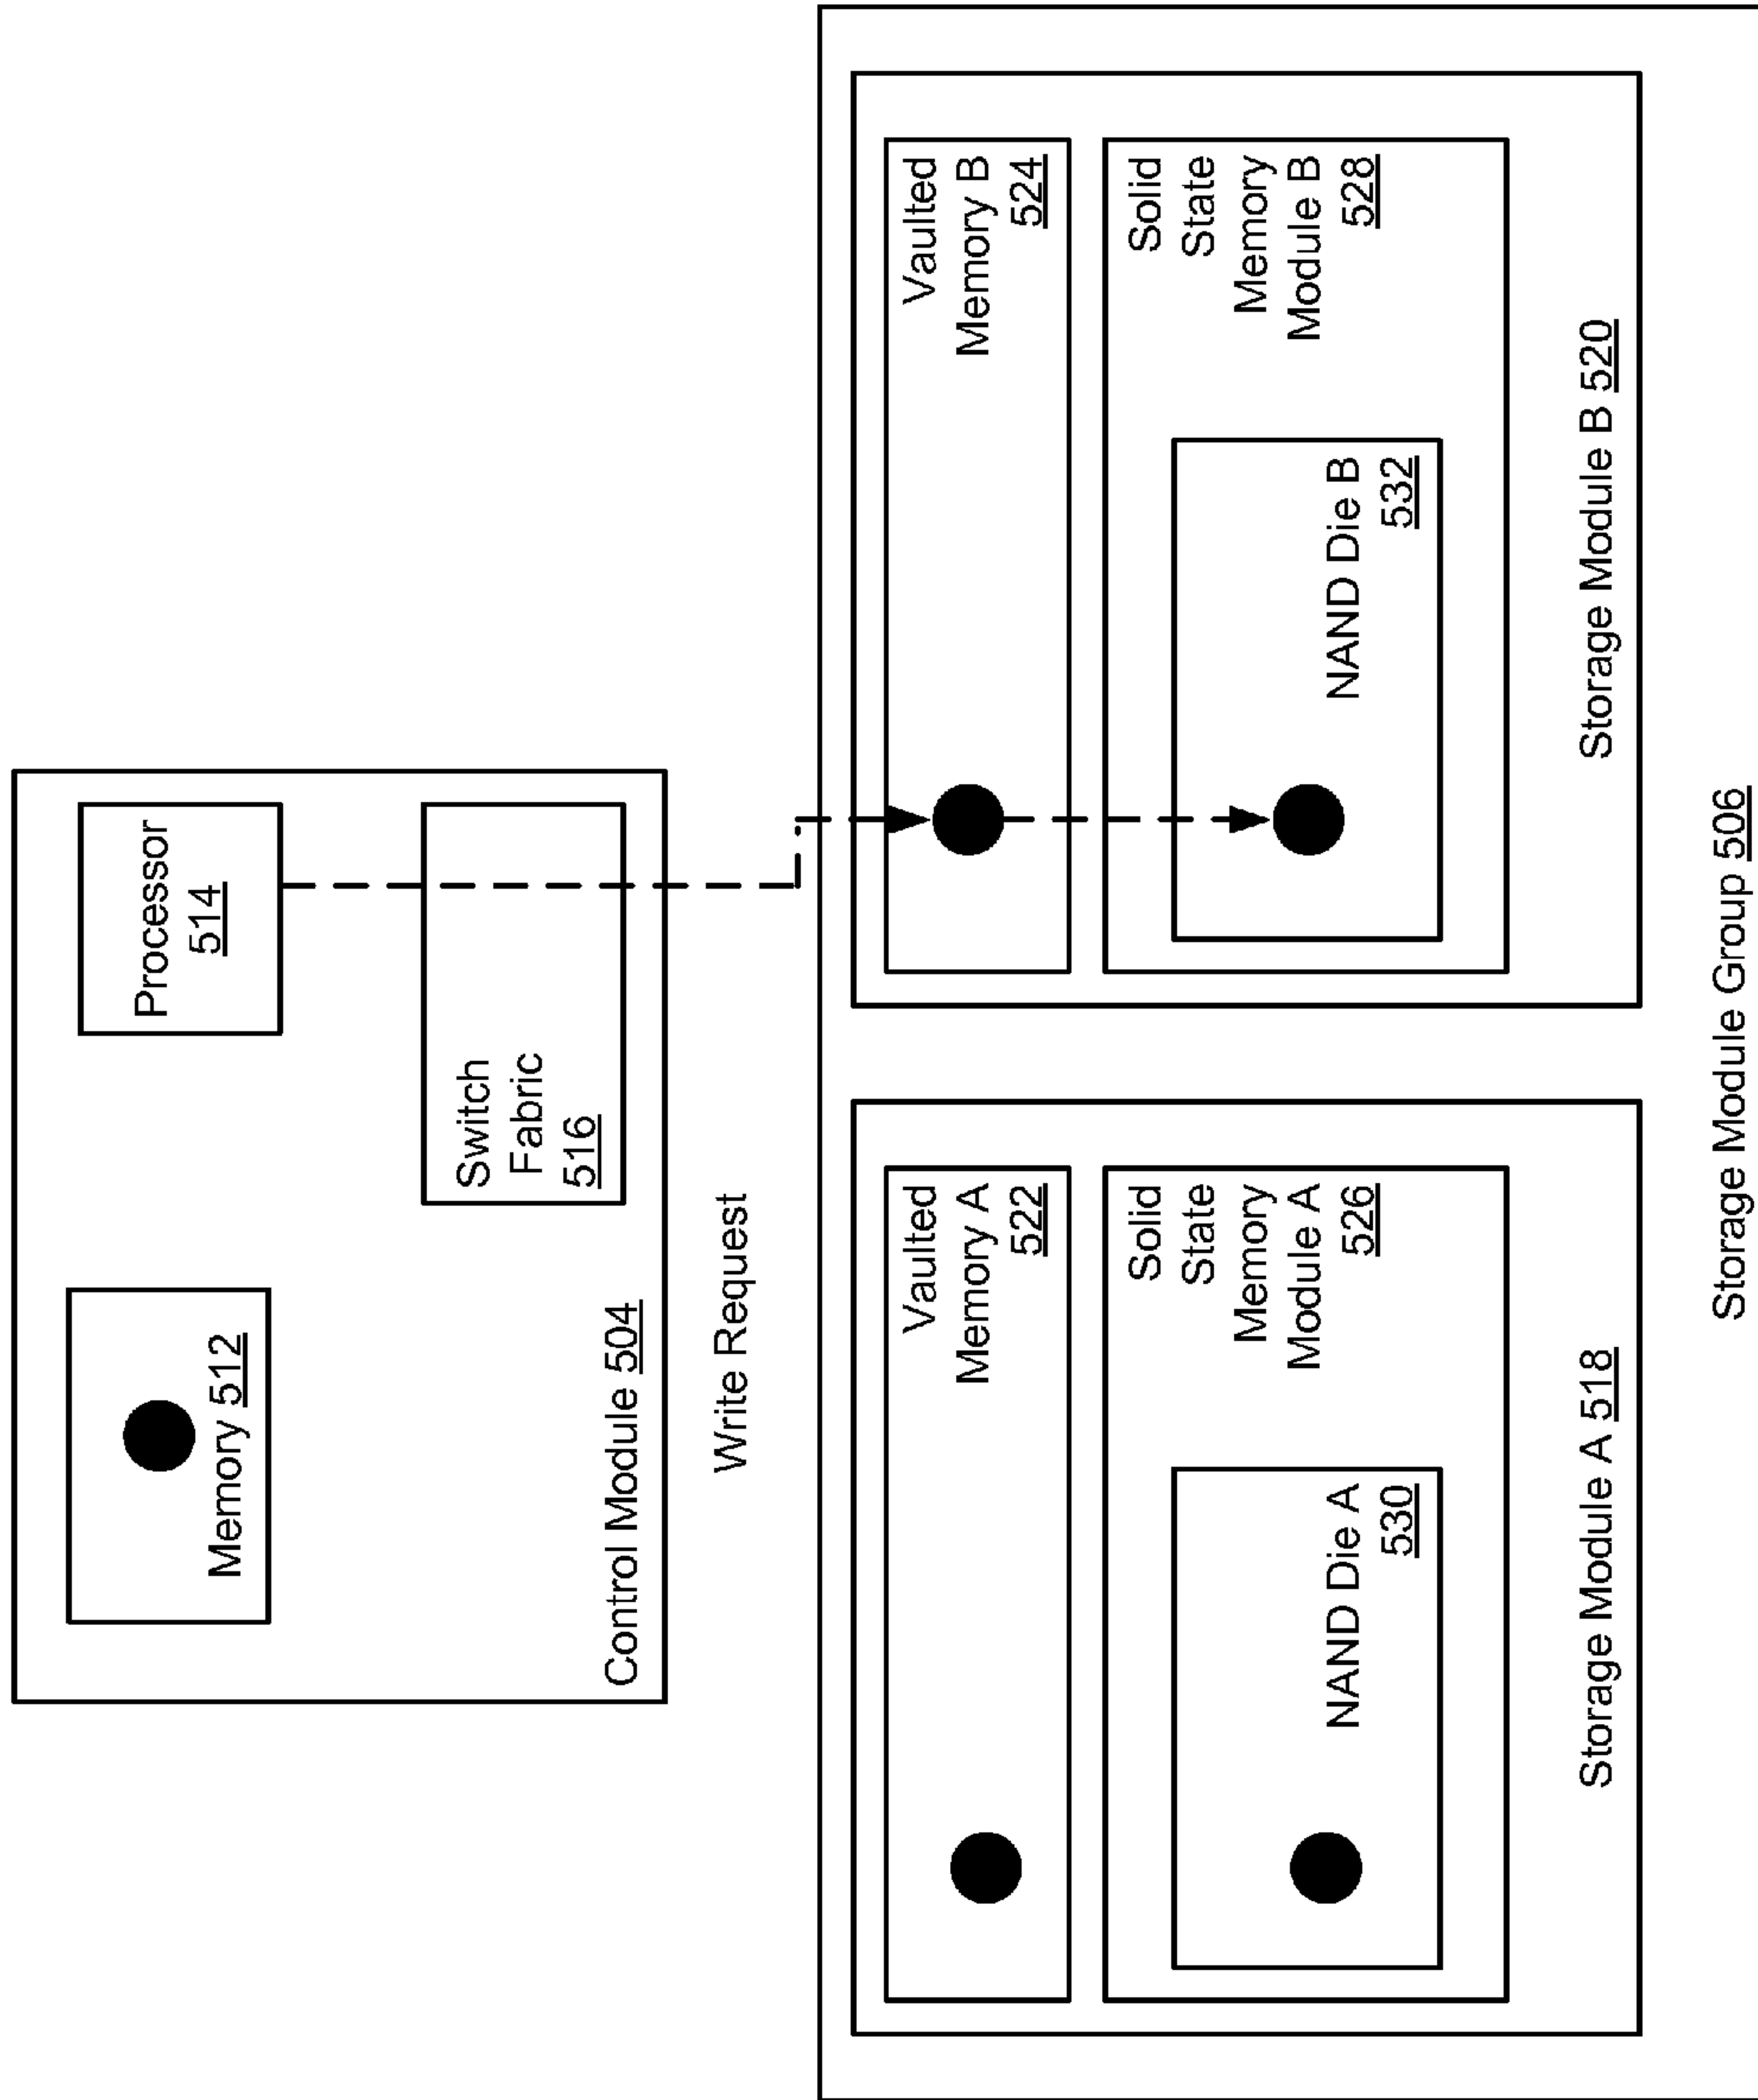 Memory 512
Processor
514
Switch
Fabric
516
Control Module 504
Write Request
Vaulted
Memory A
522
Solid
State
Memory
Module A
526
NAND Die A
530
Storage Module A 518
Vaulted
Memory B
524
Solid
State
Memory
Module B
528
NAND Die B
532
Storage Module B 520
Storage Module Group 506